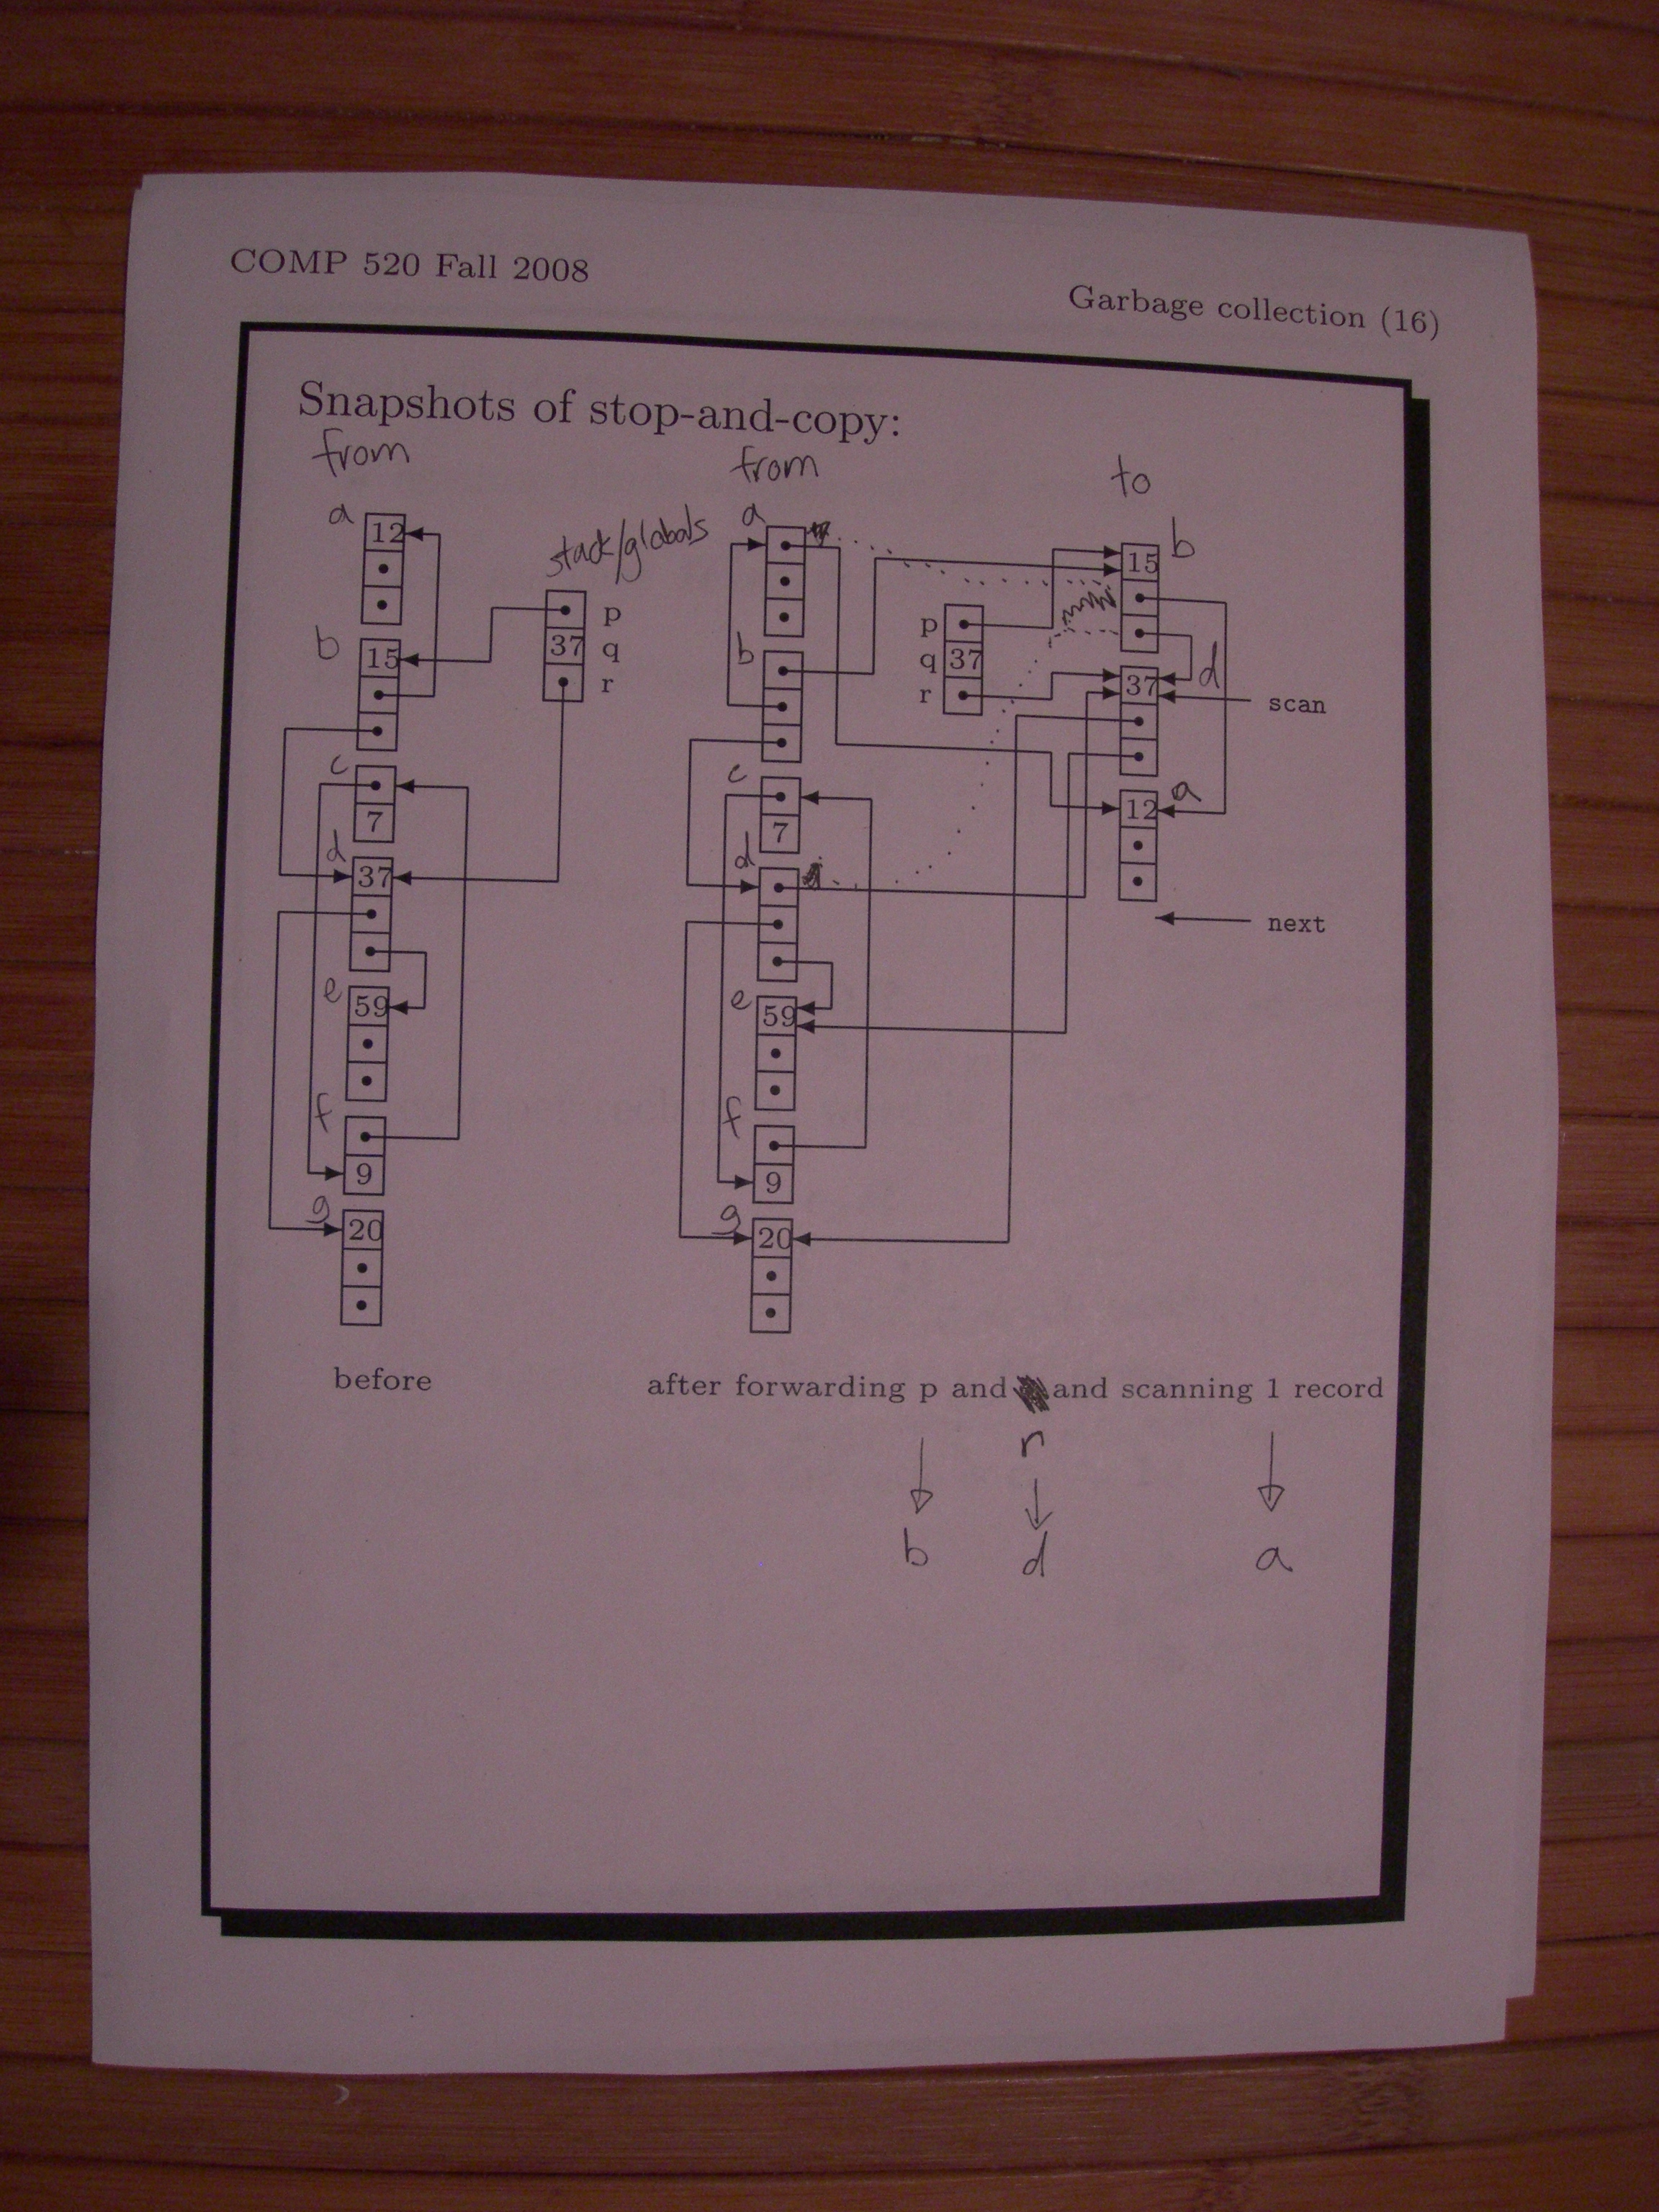 COMP 520 Fall 2008
Garbage collection (16)
Snapshots of stop-and-copy:
from
from
to
a
12
stack/globals
p
37 q
r
b
15
c
7
d
37
e
59
f
9
g
20
before
a
b
c
7
d
e
59
f
9
g
20
p
q 37
r
15 b
d
37
scan
12 a
next
after forwarding p and and scanning 1 record
r
b d a